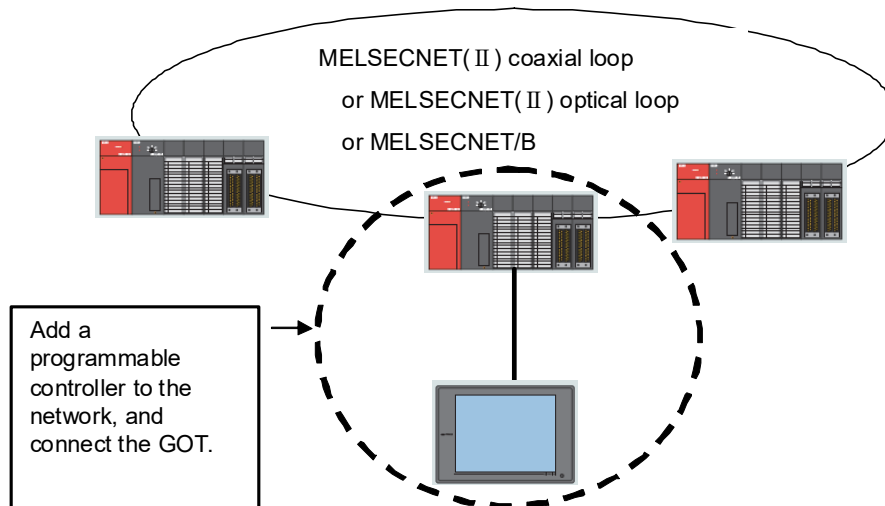 MELSECNET(Ⅱ) coaxial loop
or MELSECNET(Ⅱ) optical loop
or MELSECNET/B
Add a
programmable
controller to the
network, and
connect the GOT.